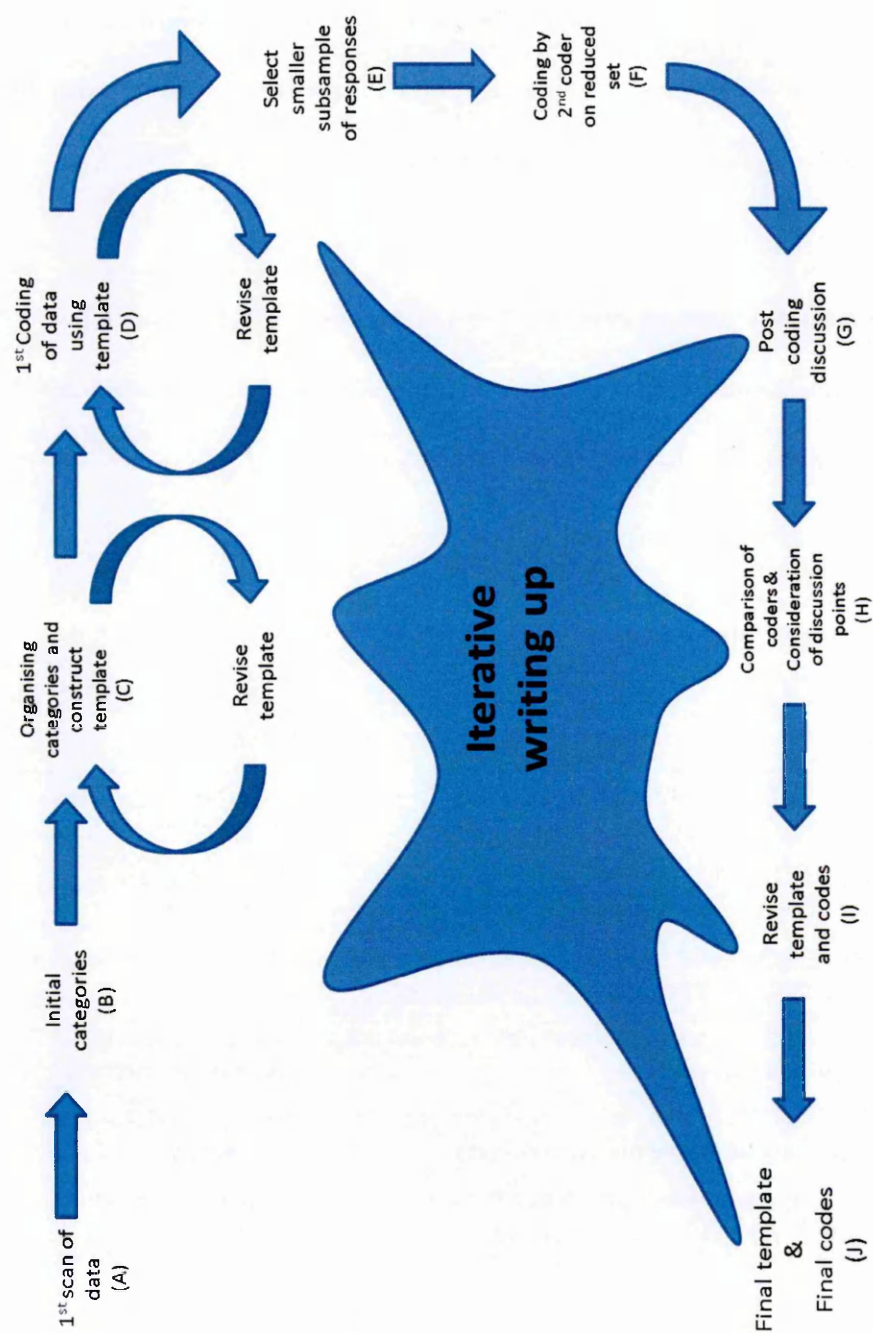 1st scan of
data
(A)
Initial
categories
(B)
Organising
categories and
construct
template
(C)
Revise
template
1st Coding
of data
using
template
(D)
Revise
template
Select
smaller
subsample
of responses
(E)
Coding by
2nd coder
on reduced
set
(F)
Post
coding
discussion
(G)
Comparison of
coders &
Consideration
of discussion
points
(H)
Revise
template
and codes
(I)
Final template
&
Final codes
(J)
Iterative
writing up